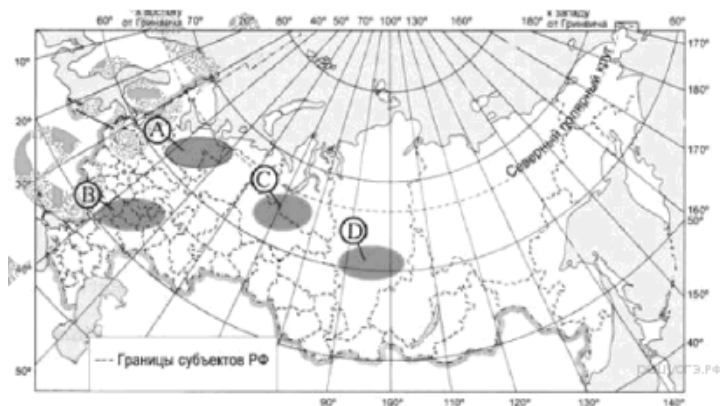 к востоку
от Гринвича
к западу
от Гринвича
60° 70° 20° 80° 40° 50° 70° 100° 130° 160° 180° 60°
170°
10°
180°
Северный полярный круг
20°
A
170°
C
30°
B
160°
50°
D
40°
150°
--- Границы субъектов РФ
40°
50°
90° 100° 110° 120° 130° 140°